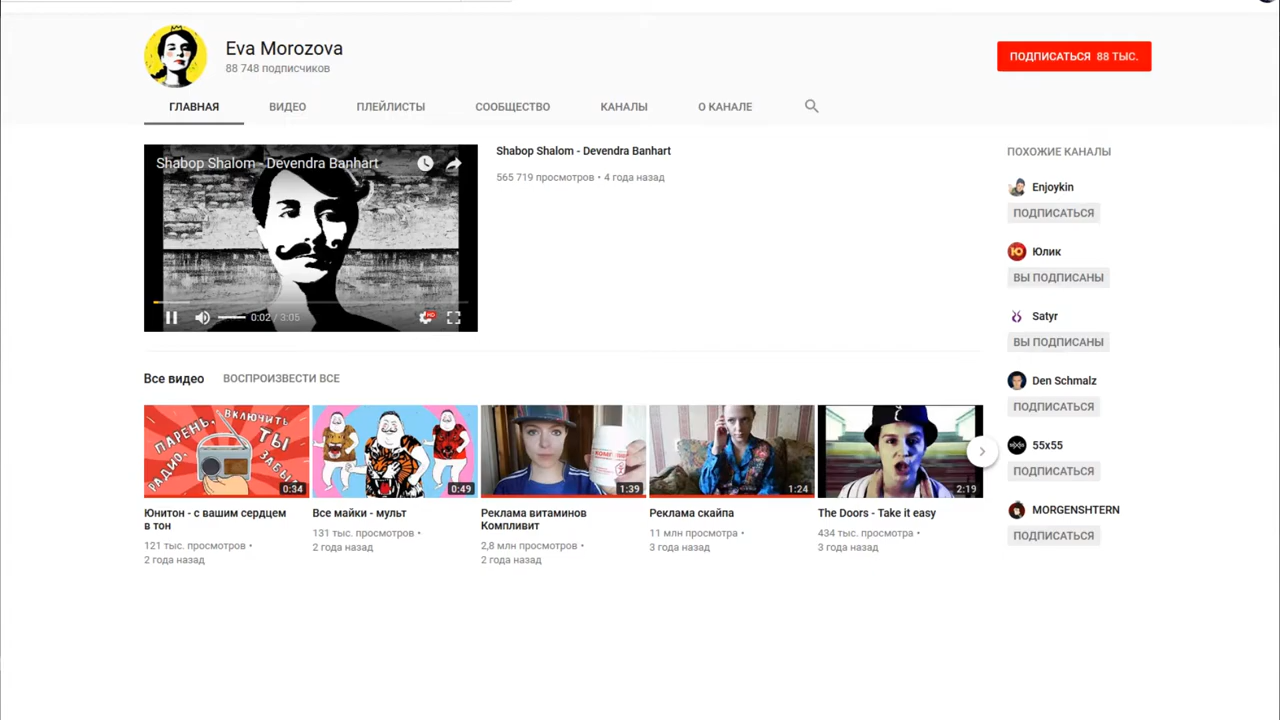 Eva Morozova
88 748 подписчиков
ПОДПИСАТЬСЯ 88 ТЫС.
ГЛАВНАЯ ВИДЕО ПЛЕЙЛИСТЫ СООБЩЕСТВО КАНАЛЫ О КАНАЛЕ
Shabop Shalom - Devendra Banhart
0:02 / 3:05
HD
Shabop Shalom - Devendra Banhart
565 719 просмотров • 4 года назад
Все видео ВОСПРОИЗВЕСТИ ВСЕ
ПАРЕНЬ,
ВКЛЮЧИТЬ
РАДИО,
ТЫ
ЗАБЫЛ
0:34
Юнитон - с вашим сердцем
в тон
121 тыс. просмотров •
2 года назад
0:49
Все майки - мульт
131 тыс. просмотров •
2 года назад
1:39
Реклама витаминов
Компливит
2,8 млн просмотров •
2 года назад
1:24
Реклама скайпа
11 млн просмотра •
3 года назад
2:19
The Doors - Take it easy
434 тыс. просмотра •
3 года назад
ПОХОЖИЕ КАНАЛЫ
Enjoykin
ПОДПИСАТЬСЯ
Ю
Юлик
ВЫ ПОДПИСАНЫ
Satyr
ВЫ ПОДПИСАНЫ
Den Schmalz
ПОДПИСАТЬСЯ
55x55
ПОДПИСАТЬСЯ
MORGENSHTERN
ПОДПИСАТЬСЯ